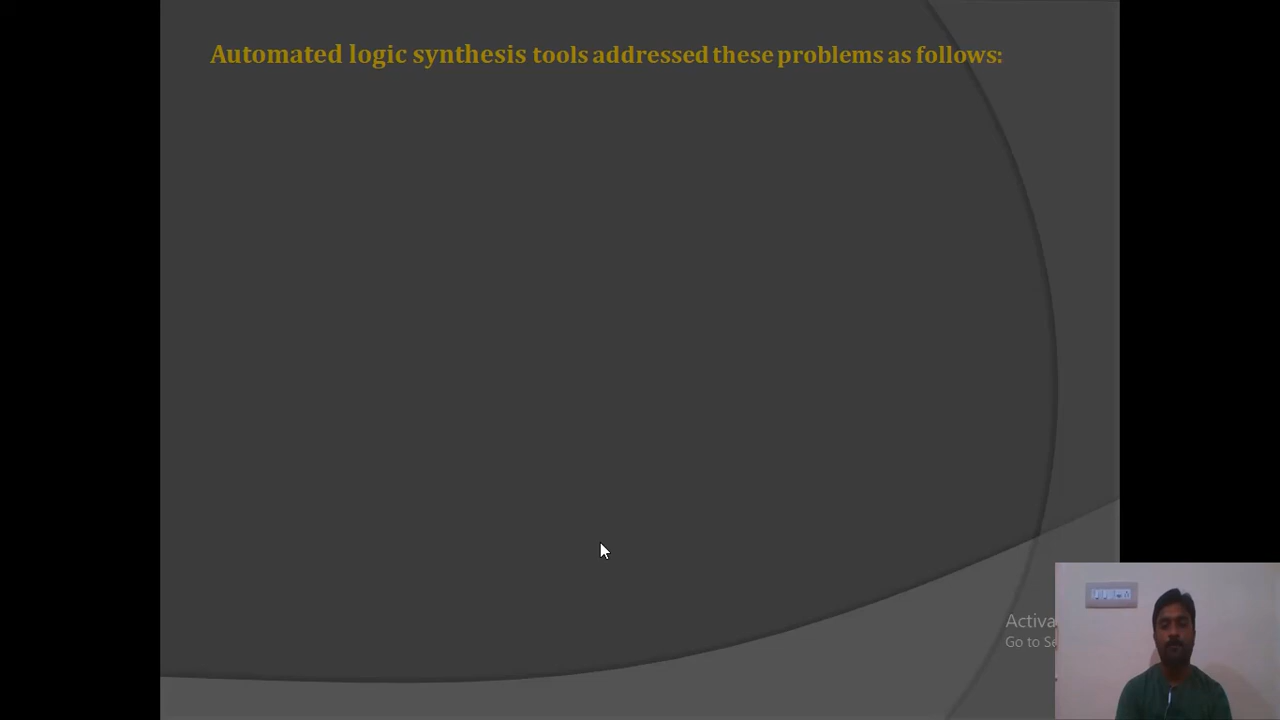 Automated logic synthesis tools addressed these problems as follows:
Activa
Go to Se